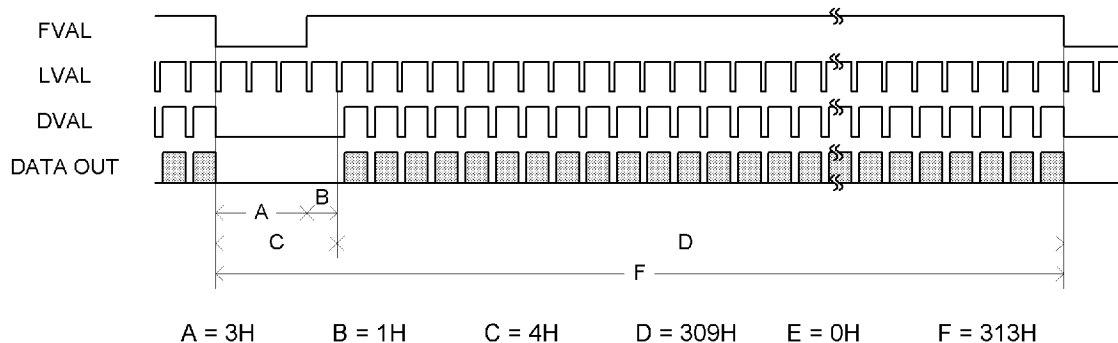 FVAL
LVAL
DVAL
DATA OUT
A
B
C
D
F
A = 3H B = 1H C = 4H D = 309H E = 0H F = 313H